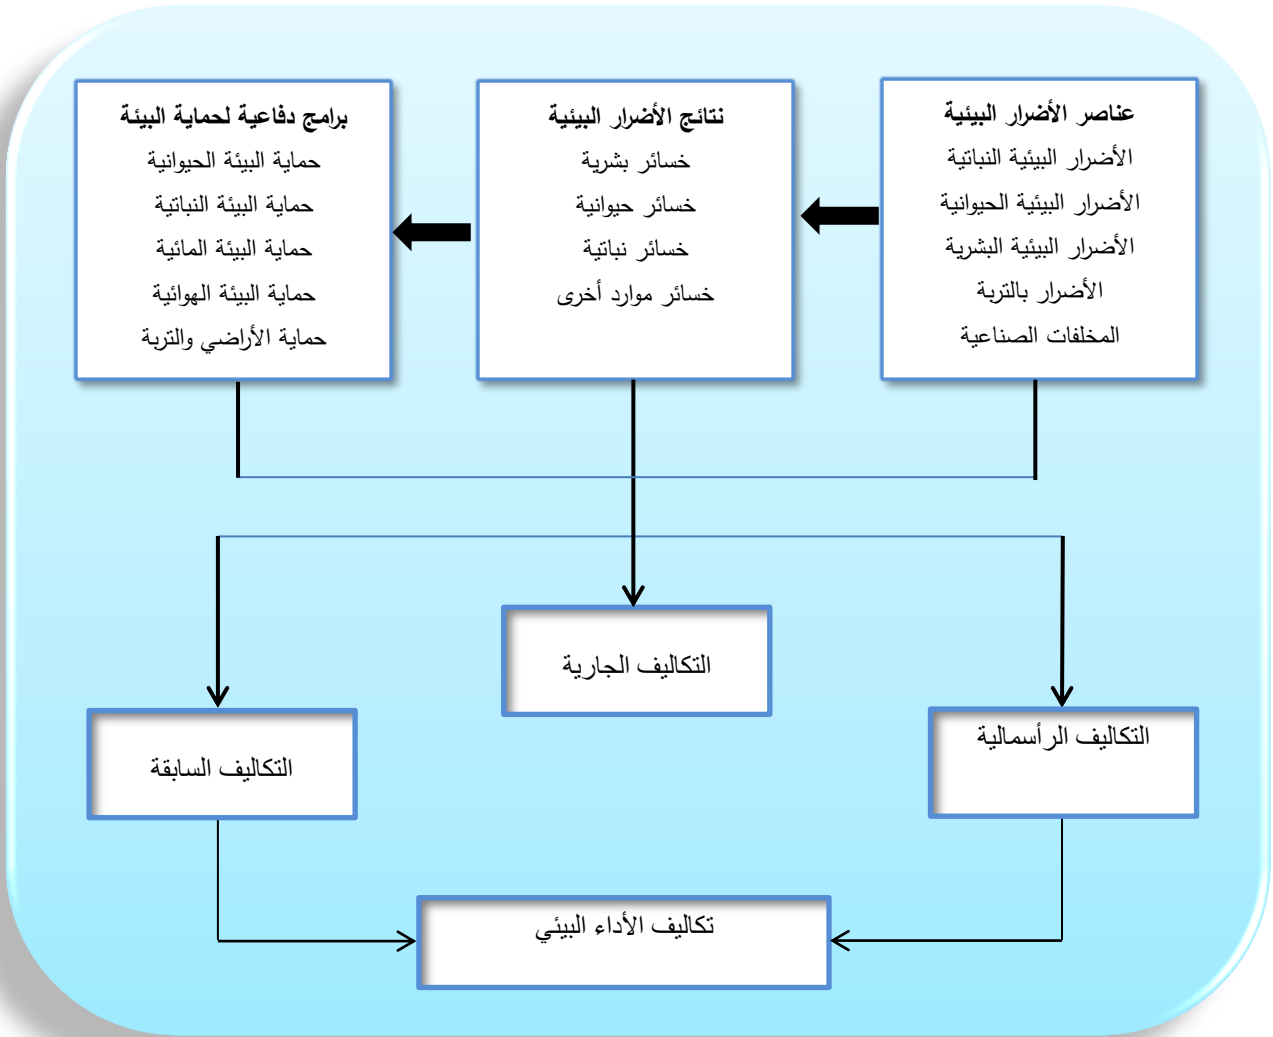 عناصر الأضرار البيئية
الأضرار البيئية النباتية
الأضرار البيئية الحيوانية
الأضرار البيئية البشرية
الأضرار بالتربة
المخلفات الصناعية
نتائج الأضرار البيئية
خسائر بشرية
خسائر حيوانية
خسائر نباتية
خسائر موارد أخرى
برامج دفاعية لحماية البيئة
حماية البيئة الحيوانية
حماية البيئة النباتية
حماية البيئة المائية
حماية البيئة الهوائية
حماية الأراضي والتربة
التكاليف الجارية
التكاليف الرأسمالية
التكاليف السابقة
تكاليف الأداء البيئي